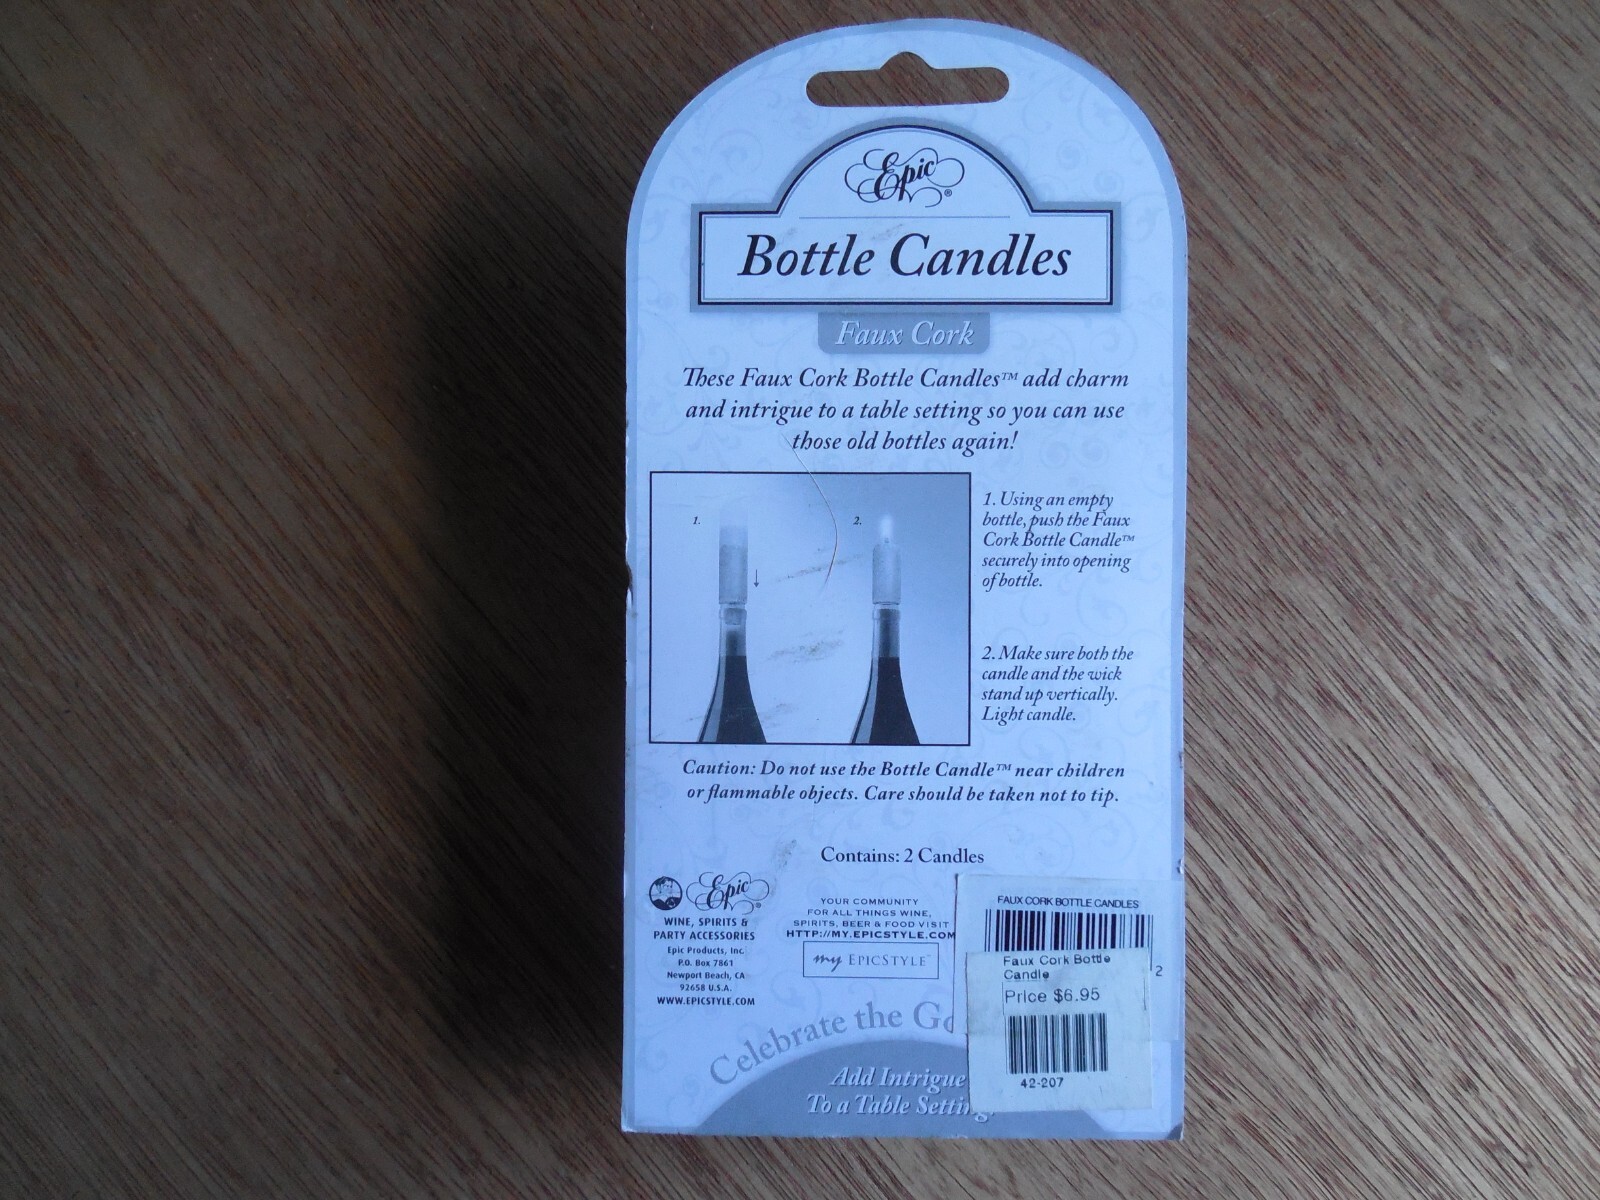 Epic®
Bottle Candles
Faux Cork
These Faux Cork Bottle Candles™ add charm
and intrigue to a table setting so you can use
those old bottles again!
1.
2.
1. Using an empty
bottle, push the Faux
Cork Bottle Candle™
securely into opening
of bottle.
2. Make sure both the
candle and the wick
stand up vertically.
Light candle.
Caution: Do not use the Bottle Candle™ near children
or flammable objects. Care should be taken not to tip.
Contains: 2 Candles
Epic®
WINE, SPIRITS &
PARTY ACCESSORIES
Epic Products, Inc.
P.O. Box 7861
Newport Beach, CA
92658 U.S.A.
WWW.EPICSTYLE.COM
YOUR COMMUNITY
FOR ALL THINGS WINE,
SPIRITS, BEER & FOOD VISIT
HTTP://MY.EPICSTYLE.COM
my EPICSTYLE™
FAUX CORK BOTTLE CANDLES
2
Faux Cork Bottle
Candle
Price $6.95
42-207
Celebrate the
Add Intrigue
To a Table Setting!